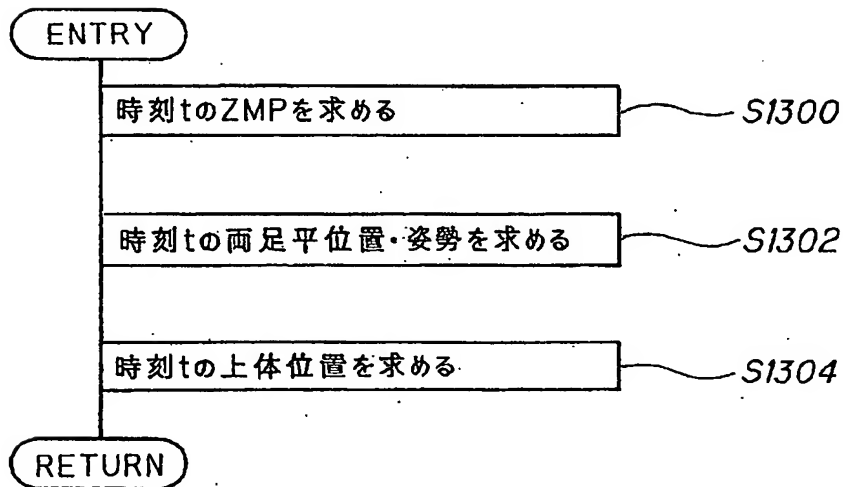 ENTRY
時刻tのZMPを求める
S1300
時刻tの両足平位置・姿勢を求める
S1302
時刻tの上体位置を求める
S1304
RETURN